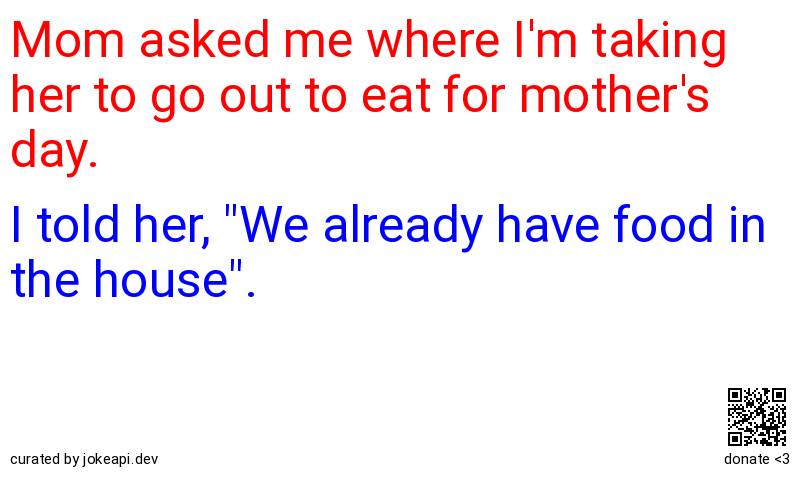 Mom asked me where I'm taking
her to go out to eat for mother's
day.
I told her, "We already have food in
the house".
curated by jokeapi.dev
donate <3